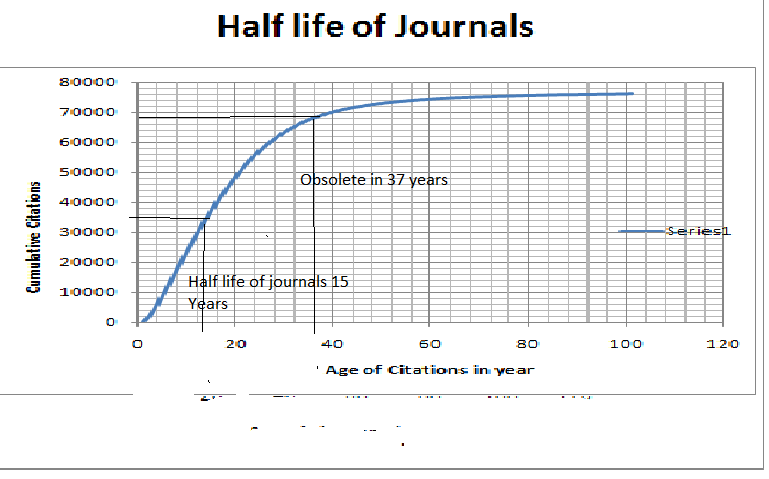 Half life of Journals
80000
70000
60000
50000
40000
30000
20000
10000
0
Cumulative Citations
Obsolete in 37 years
Series1
Half life of journals 15
Years
0 20 40 60 80 100 120
Age of Citations in year